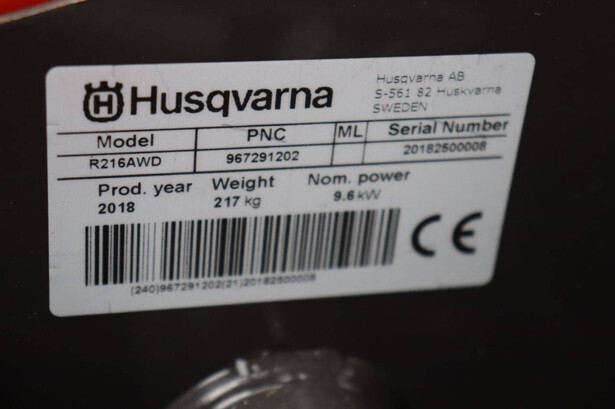 Husqvarna
Husqvarna AB
S-561 82 Huskvarna
SWEDEN
Model PNC ML Serial Number
R216AWD 967291202 20182500008
Prod. year Weight Nom. power
2018 217 kg 9.6 kW
CE
(240)967291202(21)20182500008